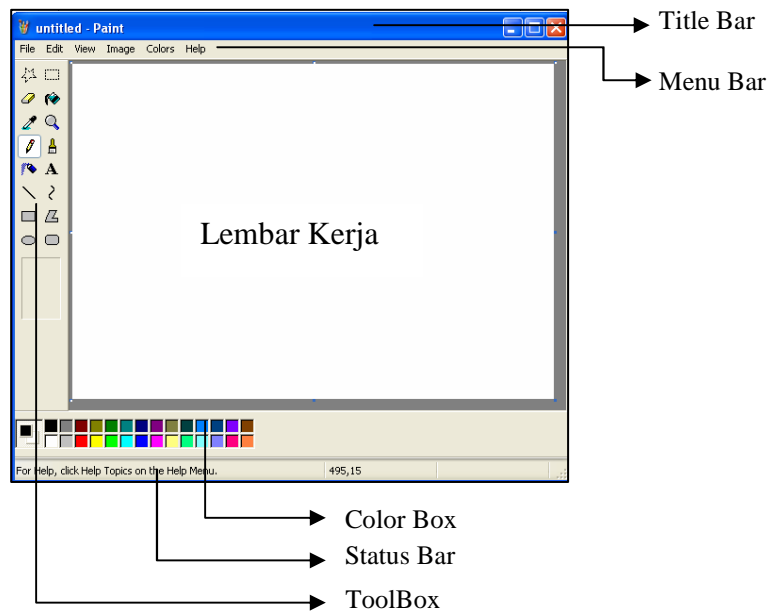 untitled - Paint
Title Bar
File Edit View Image Colors Help
Menu Bar
A
Lembar Kerja
For Help, click Help Topics on the Help Menu.
495,15
Color Box
Status Bar
ToolBox